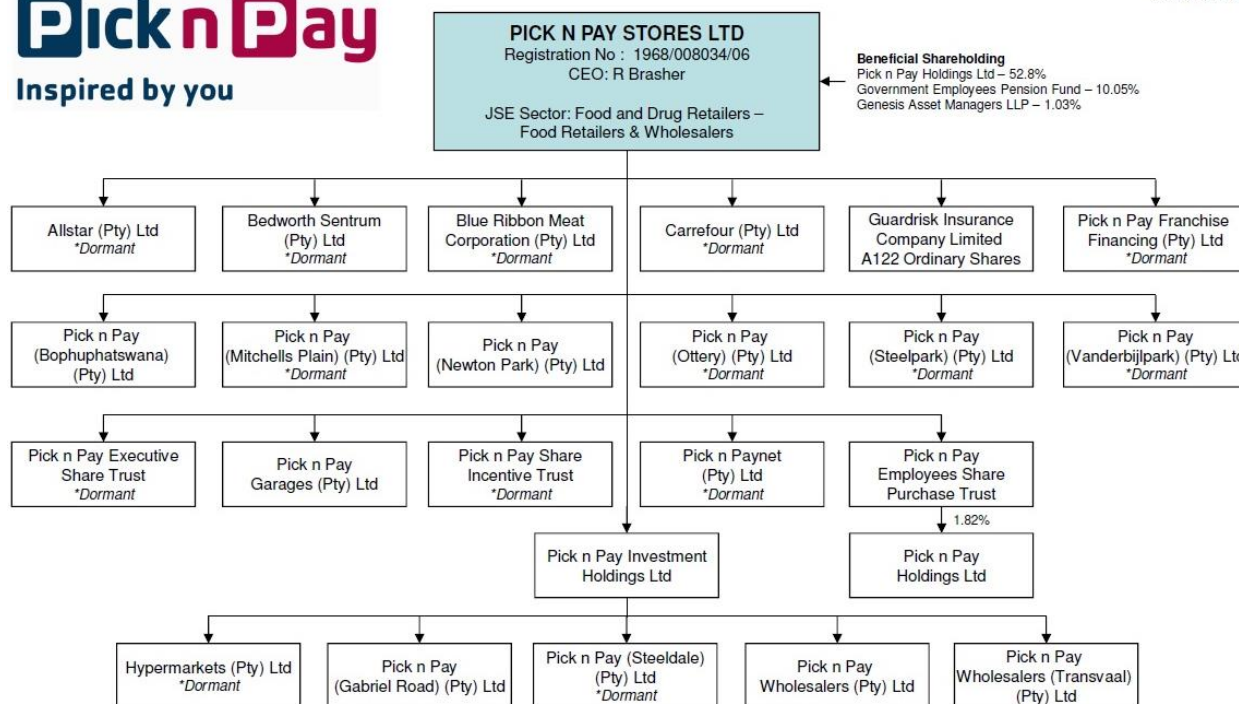 Pick n Pay
Inspired by you
PICK N PAY STORES LTD
Registration No : 1968/008034/06
CEO: R Brasher
JSE Sector: Food and Drug Retailers –
Food Retailers & Wholesalers
Beneficial Shareholding
Pick n Pay Holdings Ltd – 52.8%
Government Employees Pension Fund – 10.05%
Genesis Asset Managers LLP – 1.03%
Allstar (Pty) Ltd
*Dormant
Bedworth Sentrum
(Pty) Ltd
*Dormant
Blue Ribbon Meat
Corporation (Pty) Ltd
*Dormant
Carrefour (Pty) Ltd
*Dormant
Guardrisk Insurance
Company Limited
A122 Ordinary Shares
Pick n Pay Franchise
Financing (Pty) Ltd
*Dormant
Pick n Pay
(Bophuphatswana)
(Pty) Ltd
Pick n Pay
(Mitchells Plain) (Pty) Ltd
*Dormant
Pick n Pay
(Newton Park) (Pty) Ltd
Pick n Pay
(Ottery) (Pty) Ltd
*Dormant
Pick n Pay
(Steelpark) (Pty) Ltd
*Dormant
Pick n Pay
(Vanderbijlpark) (Pty) Ltd
*Dormant
Pick n Pay Executive
Share Trust
*Dormant
Pick n Pay
Garages (Pty) Ltd
Pick n Pay Share
Incentive Trust
*Dormant
Pick n Paynet
(Pty) Ltd
*Dormant
Pick n Pay
Employees Share
Purchase Trust
1.82%
Pick n Pay Investment
Holdings Ltd
Pick n Pay
Holdings Ltd
Hypermarkets (Pty) Ltd
*Dormant
Pick n Pay
(Gabriel Road) (Pty) Ltd
Pick n Pay (Steeldale)
(Pty) Ltd
*Dormant
Pick n Pay
Wholesalers (Pty) Ltd
Pick n Pay
Wholesalers (Transvaal)
(Pty) Ltd